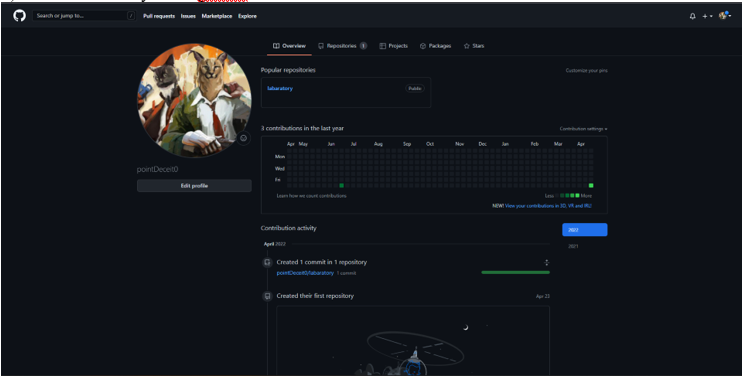 Search or jump to... /
Pull requests Issues Marketplace Explore
Overview Repositories 1 Projects Packages Stars
Popular repositories Customize your pins
labaratory Public
3 contributions in the last year Contribution settings
Apr May Jun Jul Aug Sep Oct Nov Dec Jan Feb Mar Apr
Mon
Wed
Fri
Learn how we count contributions Less More
NEW! View your contributions in 3D, VR and IRL!
pointDeceit0
Edit profile
Contribution activity 2022
2021
April 2022
Created 1 commit in 1 repository
pointDeceit0/labaratory 1 commit
Created their first repository Apr 23